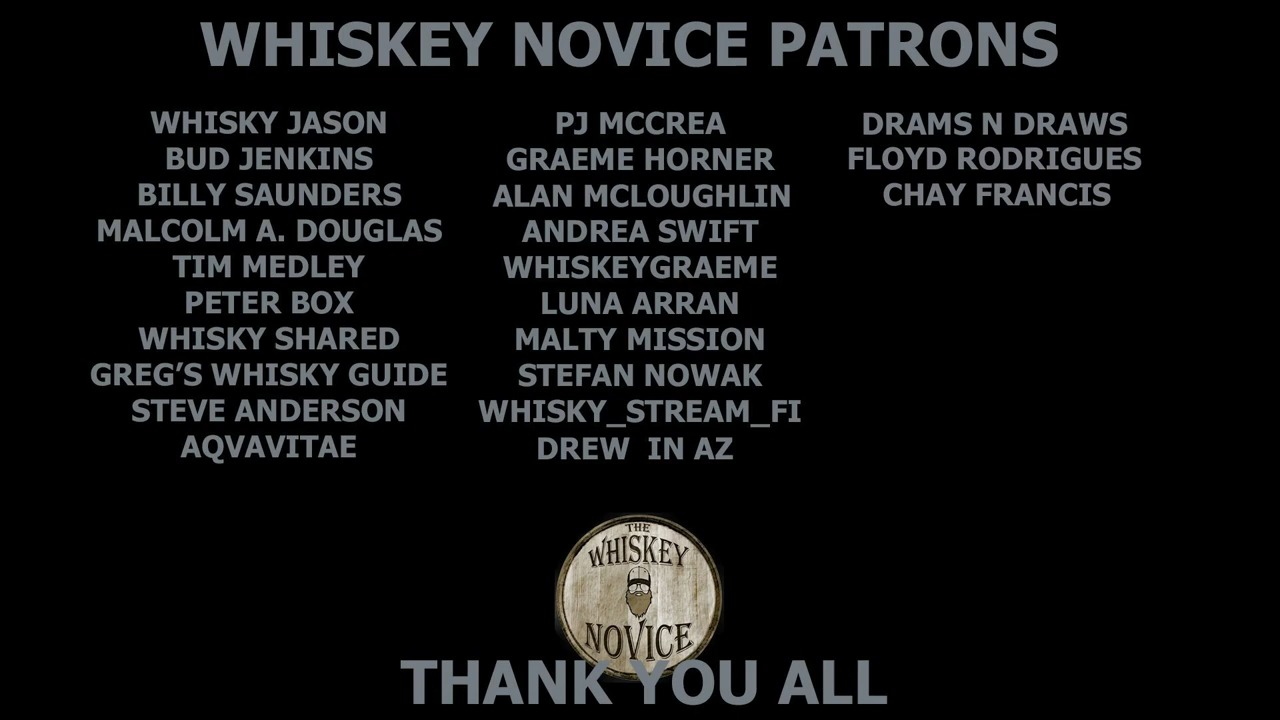 WHISKEY NOVICE PATRONS
WHISKY JASON
BUD JENKINS
BILLY SAUNDERS
MALCOLM A. DOUGLAS
TIM MEDLEY
PETER BOX
WHISKY SHARED
GREG’S WHISKY GUIDE
STEVE ANDERSON
AQVAVITAE
PJ MCCREA
GRAEME HORNER
ALAN MCLOUGHLIN
ANDREA SWIFT
WHISKEYGRAEME
LUNA ARRAN
MALTY MISSION
STEFAN NOWAK
WHISKY_STREAM_FI
DREW  IN AZ
DRAMS N DRAWS
FLOYD RODRIGUES
CHAY FRANCIS
THE
WHISKEY
NOVICE
THANK YOU ALL